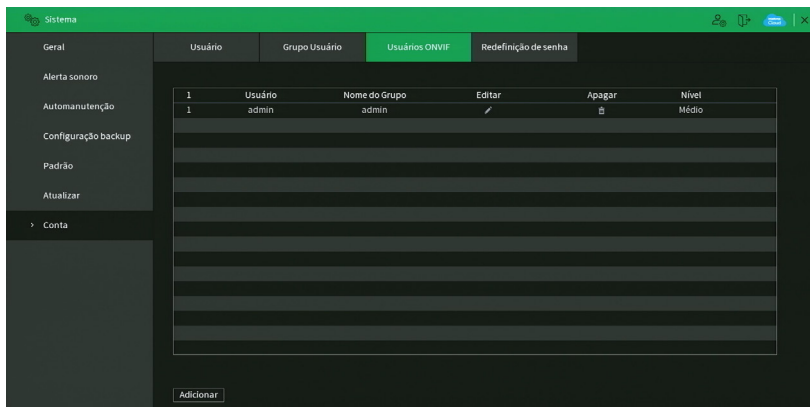 Sistema
Geral
Usuário Grupo Usuário Usuários ONVIF Redefinição de senha
Alerta sonoro
1 Usuário Nome do Grupo Editar Apagar Nível
Automanutenção
1 admin admin Médio
Configuração backup
Padrão
Atualizar
> Conta
Adicionar